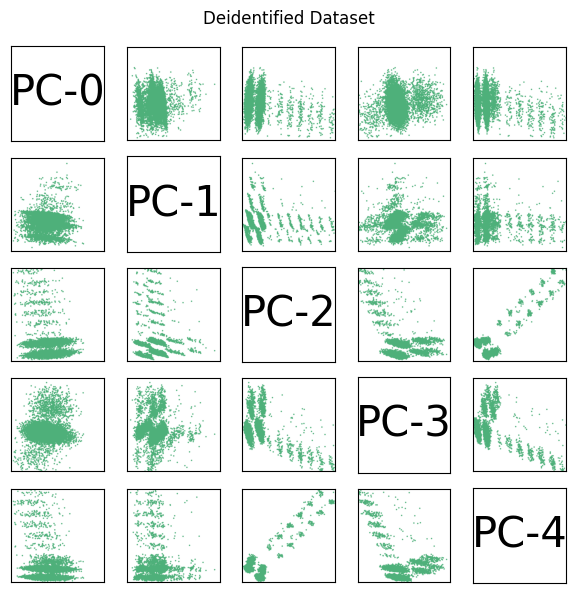 Deidentified Dataset
PC-0
PC-1
PC-2
PC-3
PC-4